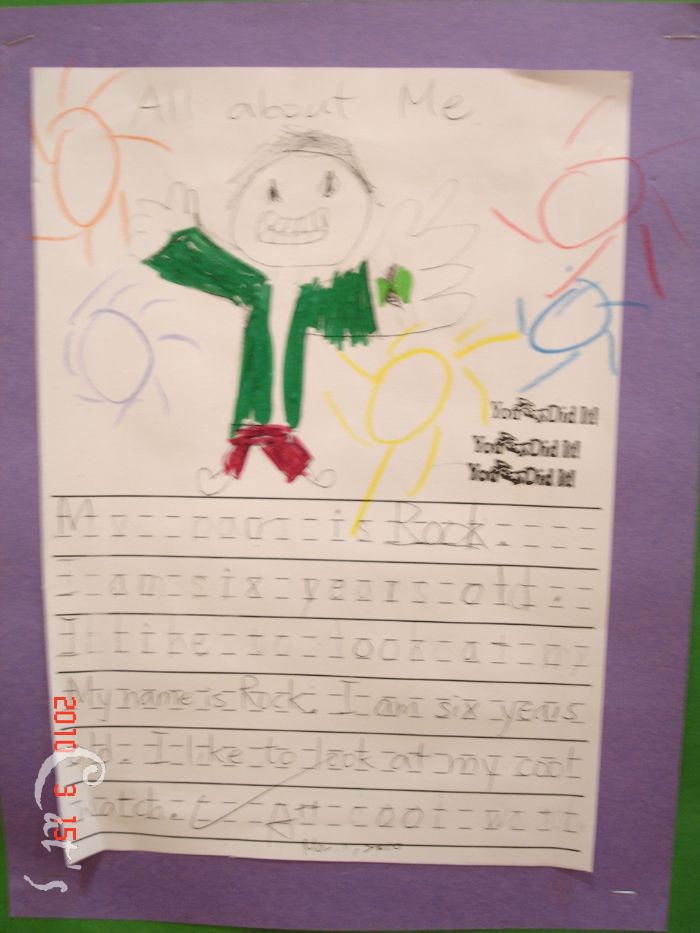 All about Me
You Did It!
You Did It!
You Did It!
My is Rock.
I am six years old.
I like to look at my
My name is Rock. I am six years
old. I like to look at my cool
watch. cool
2010 9 15
Cat's